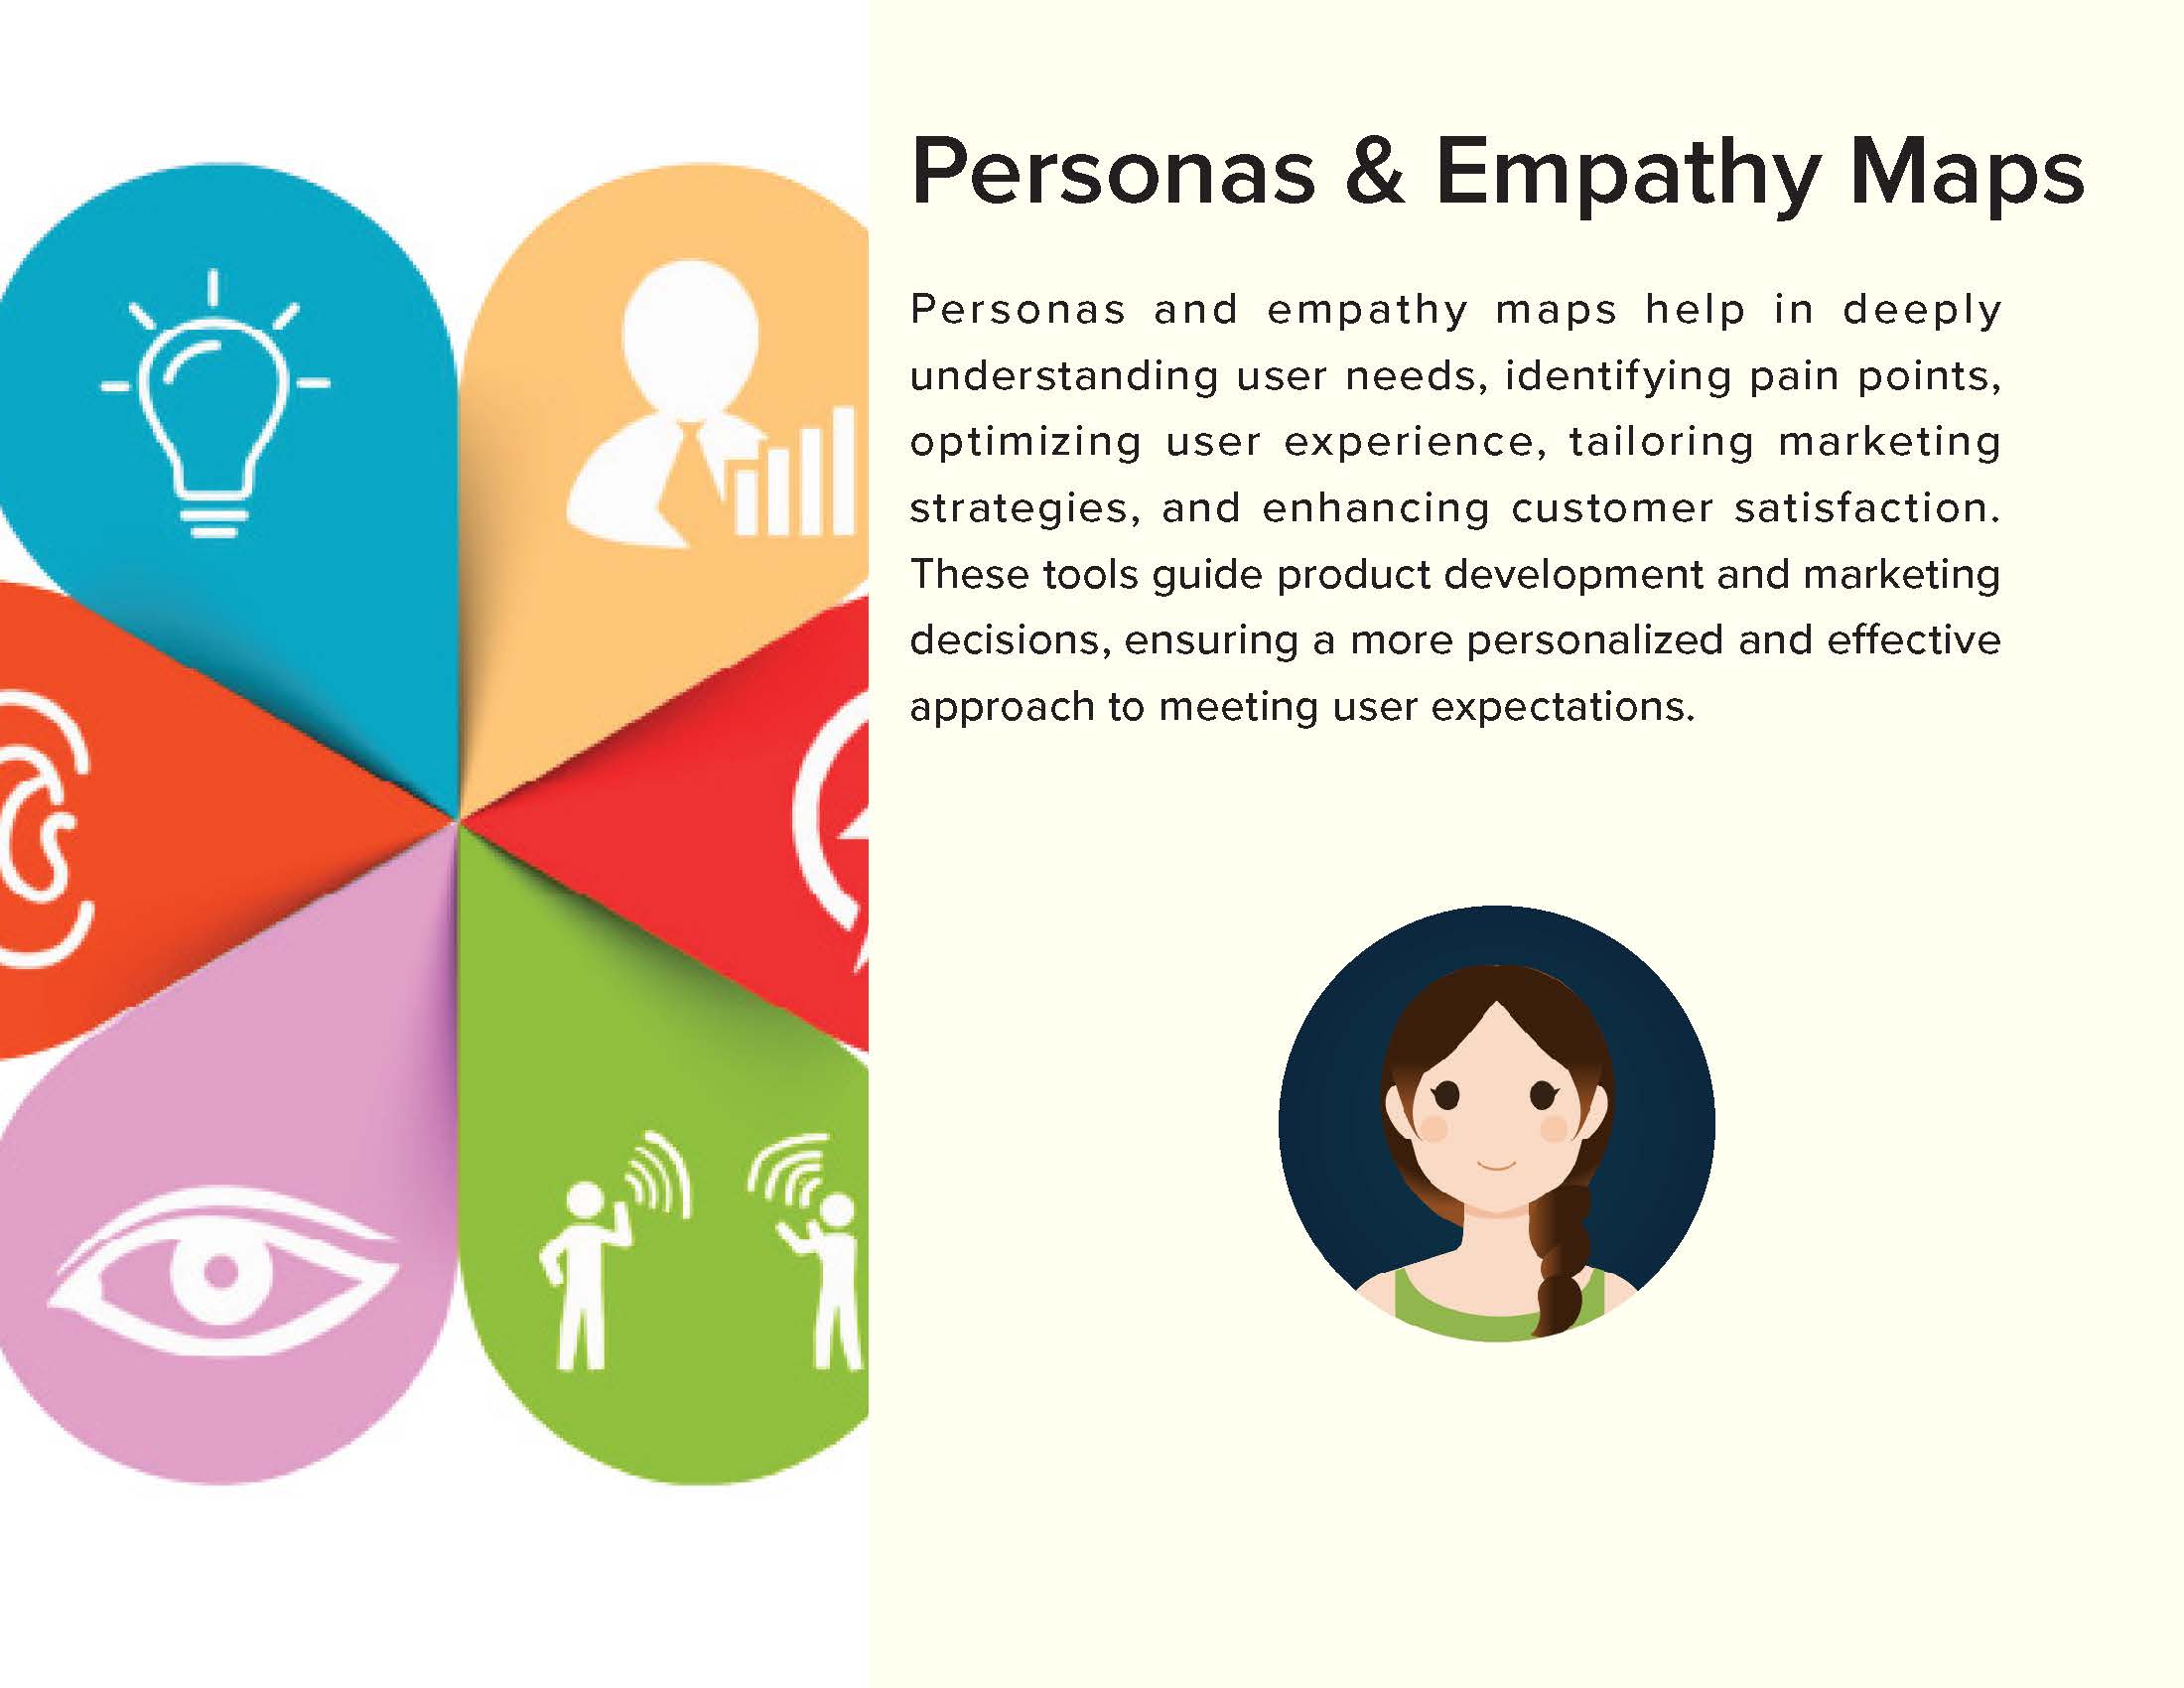 Personas & Empathy Maps
Personas and empathy maps help in deeply
understanding user needs, identifying pain points,
optimizing user experience, tailoring marketing
strategies, and enhancing customer satisfaction.
These tools guide product development and marketing
decisions, ensuring a more personalized and effective
approach to meeting user expectations.